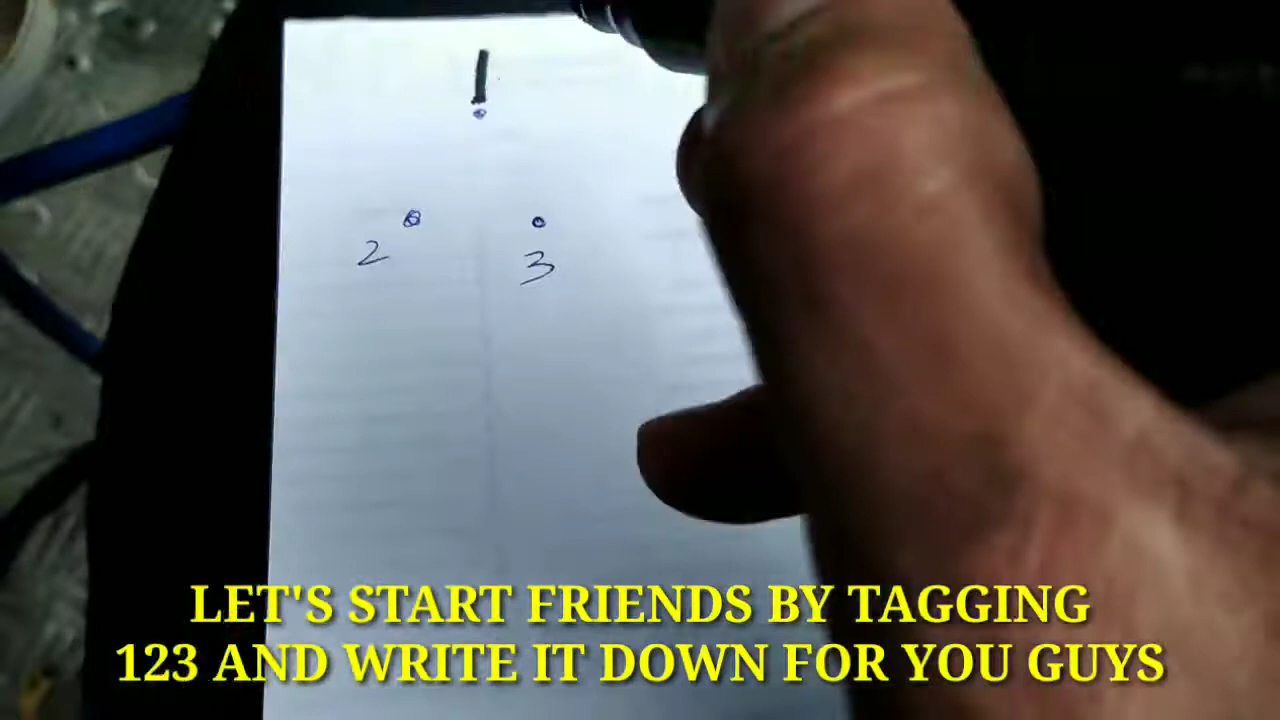 1
2 3
LET'S START FRIENDS BY TAGGING
123 AND WRITE IT DOWN FOR YOU GUYS